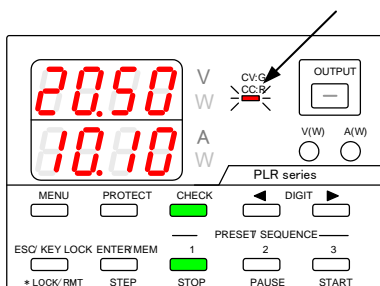 20.50 V
W
CV:G
CC:R
OUTPUT
10.10 A
W
V(W) A(W)
PLR series
MENU PROTECT CHECK DIGIT
PRESET/ SEQUENCE
ESC/ KEY LOCK ENTER/MEM 1 2 3
* LOCK/ RMT STEP STOP PAUSE START